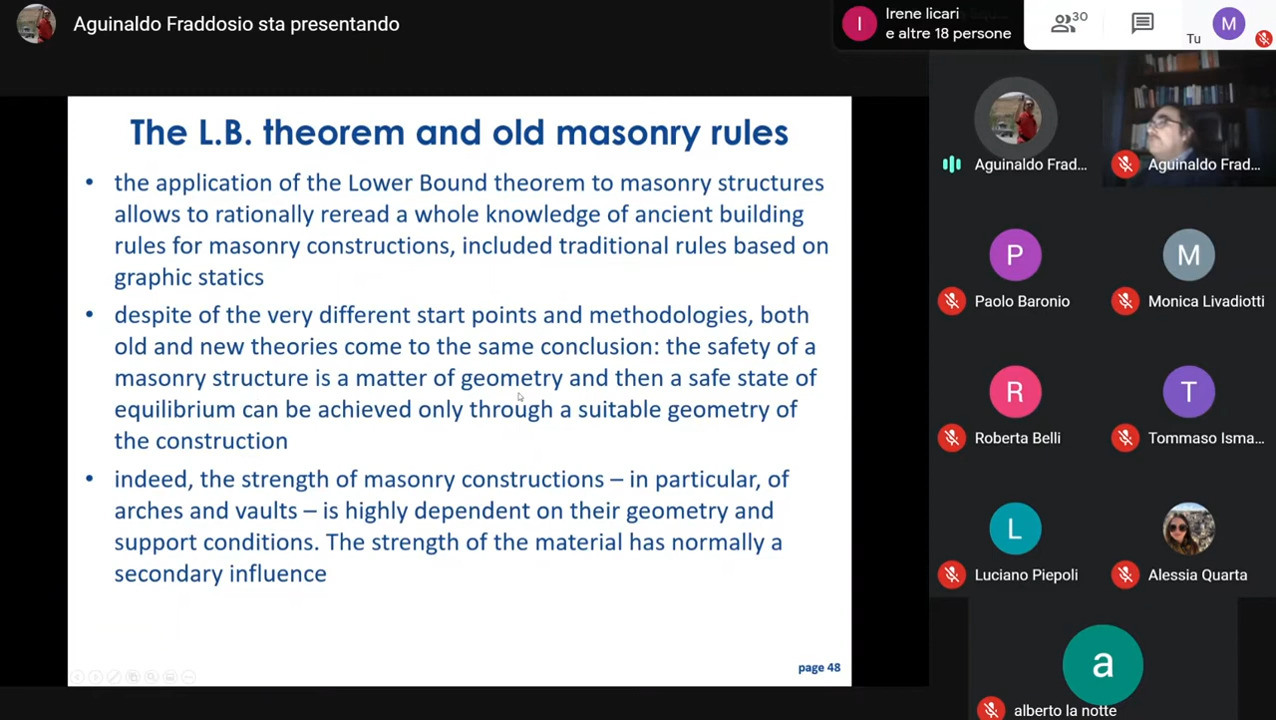 Aguinaldo Fraddosio sta presentando
I
Irene licari
e altre 18 persone
30
Tu
M
The L.B. theorem and old masonry rules
• the application of the Lower Bound theorem to masonry structures
allows to rationally reread a whole knowledge of ancient building
rules for masonry constructions, included traditional rules based on
graphic statics
• despite of the very different start points and methodologies, both
old and new theories come to the same conclusion: the safety of a
masonry structure is a matter of geometry and then a safe state of
equilibrium can be achieved only through a suitable geometry of
the construction
• indeed, the strength of masonry constructions – in particular, of
arches and vaults – is highly dependent on their geometry and
support conditions. The strength of the material has normally a
secondary influence
page 48
Aguinaldo Frad...
Aguinaldo Frad...
P
Paolo Baronio
M
Monica Livadiotti
R
Roberta Belli
T
Tommaso Isma...
L
Luciano Piepoli
Alessia Quarta
a
alberto la notte